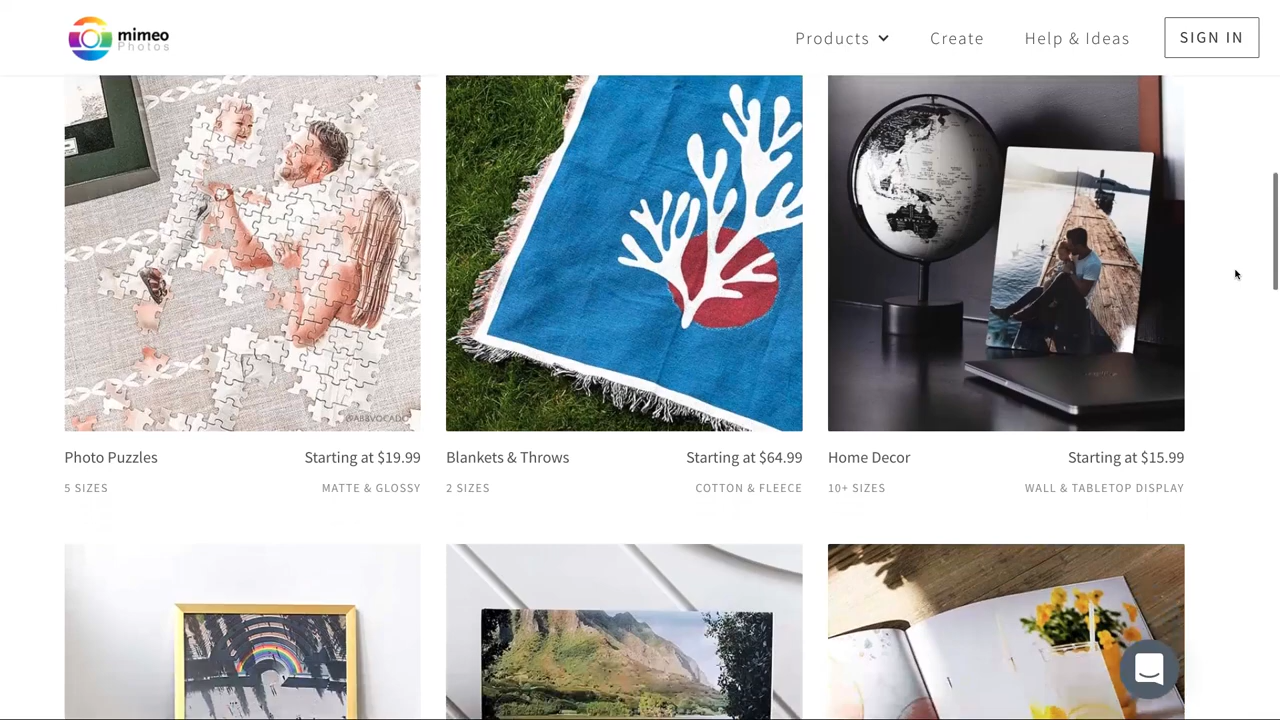 mimeo
Photos
Products
Create
Help & Ideas
SIGN IN
AUSTRALIA
@ABBVOCADO
Photo Puzzles
Starting at $19.99
5 SIZES
MATTE & GLOSSY
Blankets & Throws
Starting at $64.99
2 SIZES
COTTON & FLEECE
Home Decor
Starting at $15.99
10+ SIZES
WALL & TABLETOP DISPLAY